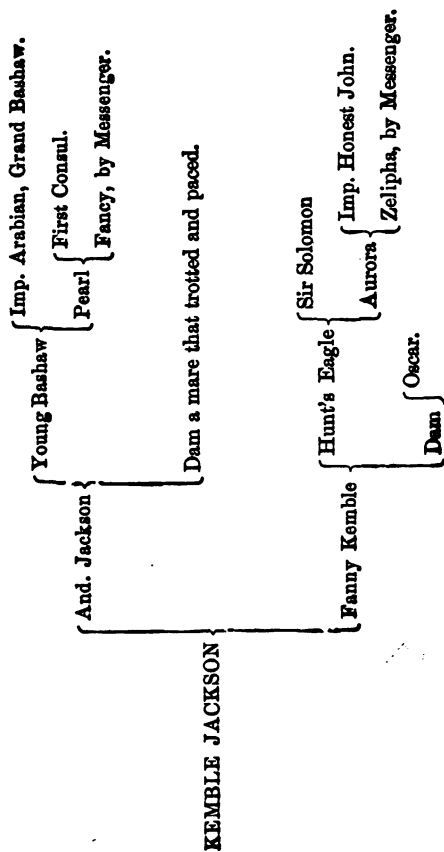 Imp. Arabian, Grand Bashaw.
Young Bashaw
First Consul.
And. Jackson
Pearl
Fancy, by Messenger.
Dam a mare that trotted and paced.
KEMBLE JACKSON
Sir Solomon
Hunt's Eagle
Imp. Honest John.
Fanny Kemble
Aurora
Zelipha, by Messenger.
Oscar.
Dam